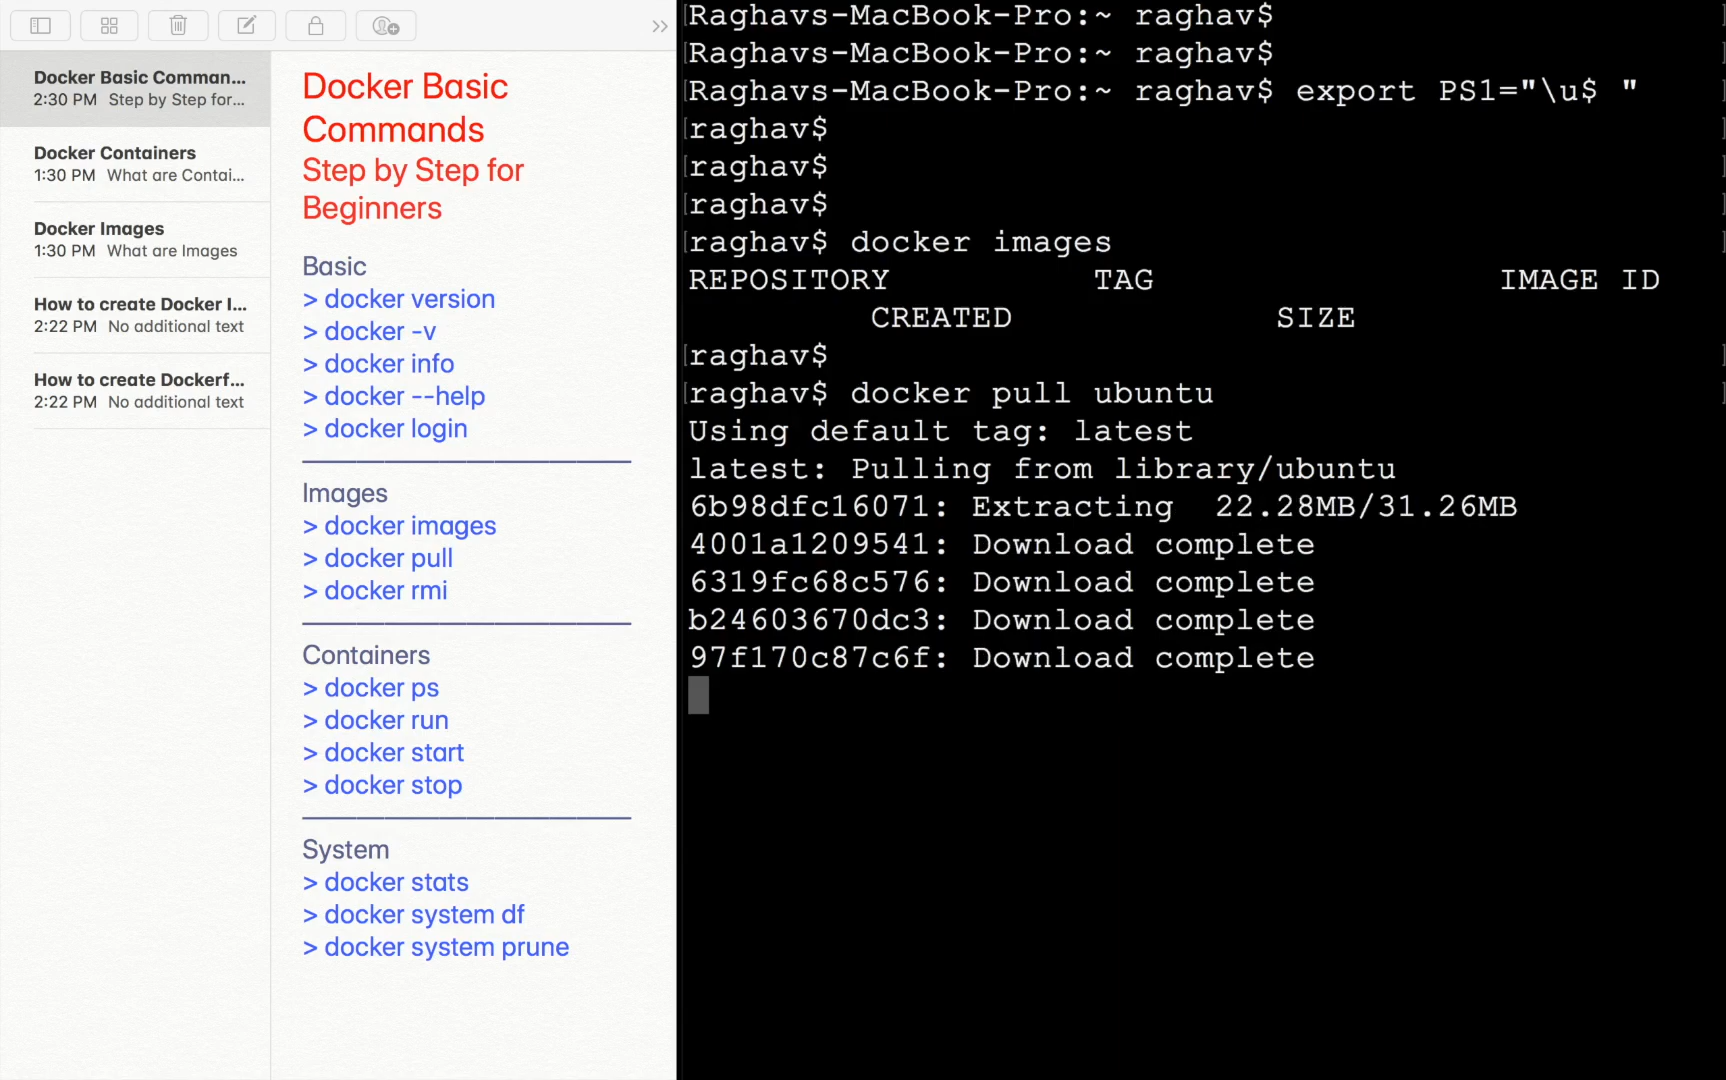 Docker Basic Comman...
2:30 PM Step by Step for...
Docker Containers
1:30 PM What are Contai...
Docker Images
1:30 PM What are Images
How to create Docker I...
2:22 PM No additional text
How to create Dockerf...
2:22 PM No additional text
Docker Basic
Commands
Step by Step for
Beginners
Basic
> docker version
> docker -v
> docker info
> docker --help
> docker login
Images
> docker images
> docker pull
> docker rmi
Containers
> docker ps
> docker run
> docker start
> docker stop
System
> docker stats
> docker system df
> docker system prune
[Raghavs-MacBook-Pro:~ raghav$
[Raghavs-MacBook-Pro:~ raghav$
[Raghavs-MacBook-Pro:~ raghav$ export PS1="\u$ "
[raghav$
[raghav$
[raghav$
[raghav$ docker images
REPOSITORY TAG IMAGE ID
CREATED SIZE
[raghav$
[raghav$ docker pull ubuntu
Using default tag: latest
latest: Pulling from library/ubuntu
6b98dfc16071: Extracting 22.28MB/31.26MB
4001a1209541: Download complete
6319fc68c576: Download complete
b24603670dc3: Download complete
97f170c87c6f: Download complete